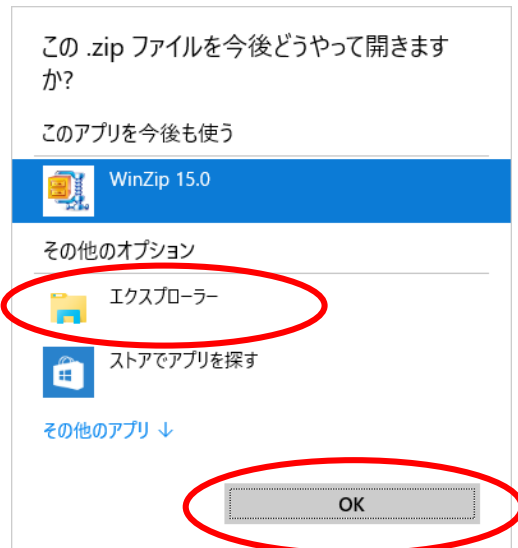 この .zip ファイルを今後どうやって開きます
か?
このアプリを今後も使う
WinZip 15.0
その他のオプション
エクスプローラー
ストアでアプリを探す
その他のアプリ ↓
OK